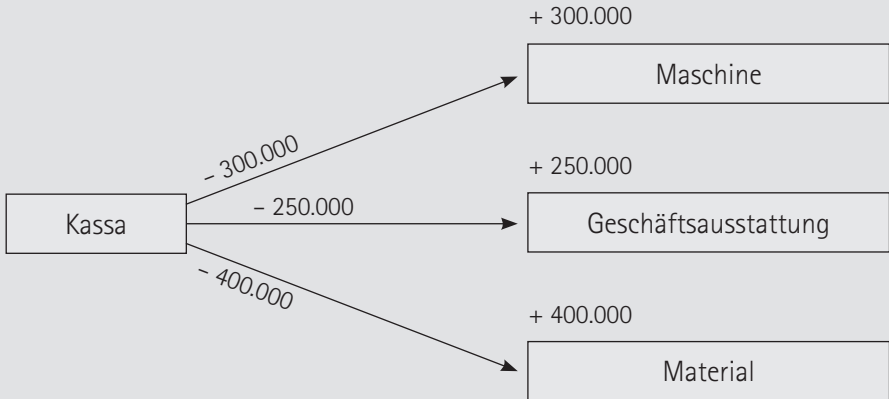 + 300.000
Maschine
– 300.000
+ 250.000
Kassa
– 250.000
Geschäftsausstattung
– 400.000
+ 400.000
Material